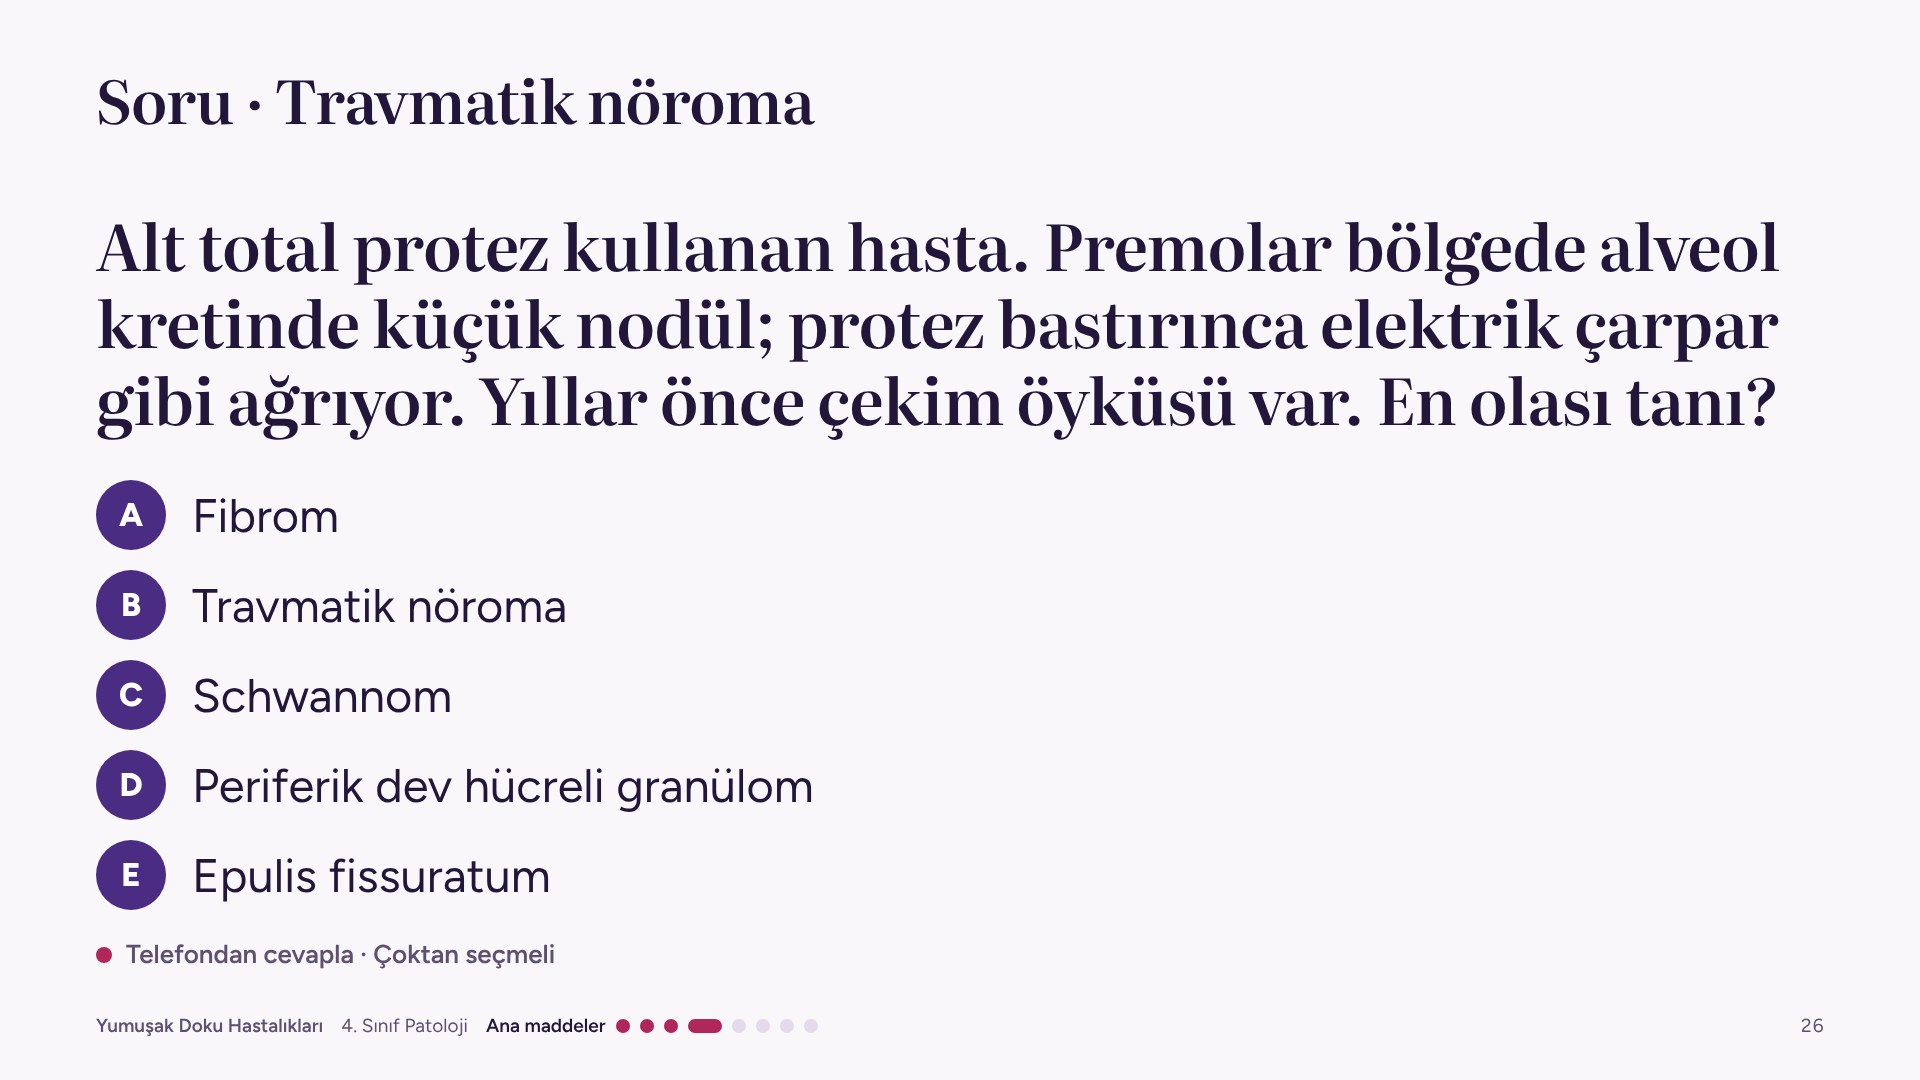 Soru · Travmatik nöroma
Alt total protez kullanan hasta. Premolar bölgede alveol
kretinde küçük nodül; protez bastırınca elektrik çarpar
gibi ağrıyor. Yıllar önce çekim öyküsü var. En olası tanı?
A Fibrom
B Travmatik nöroma
C Schwannom
D Periferik dev hücreli granülom
E Epulis fissuratum
Telefondan cevapla · Çoktan seçmeli
Yumuşak Doku Hastalıkları 4. Sınıf Patoloji Ana maddeler 26